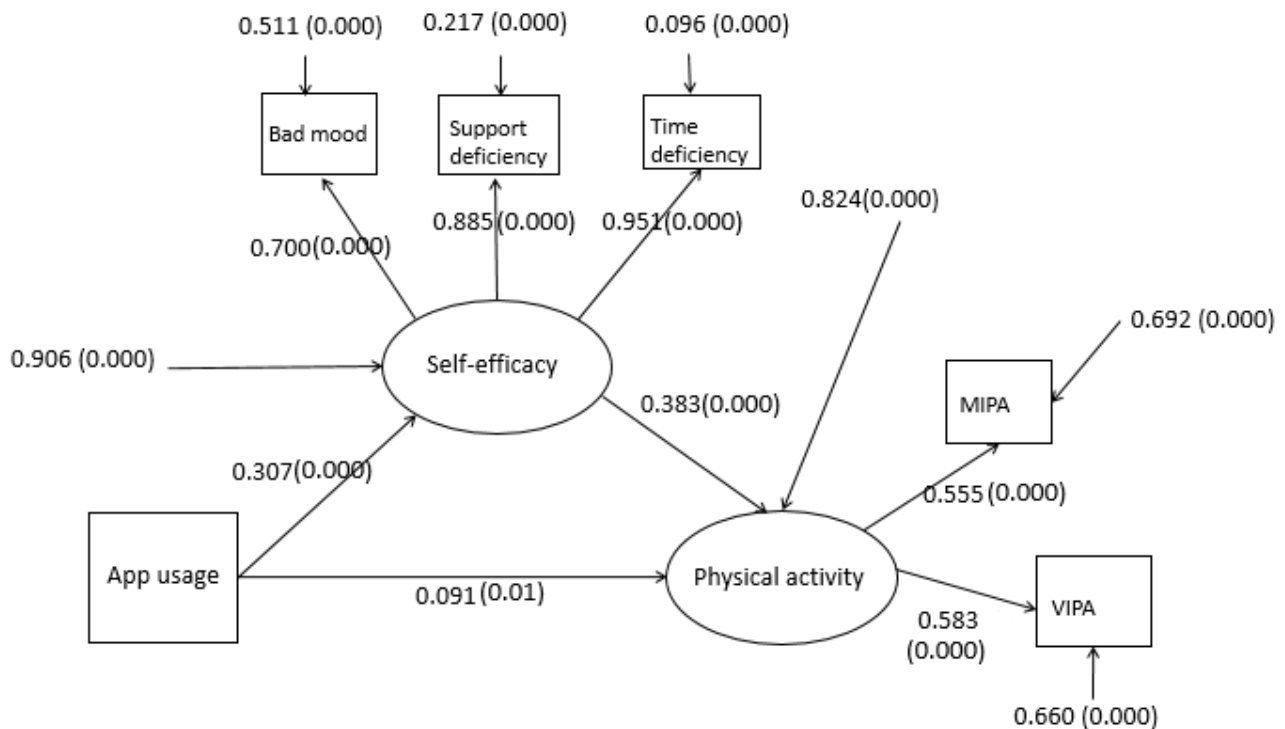 0.511 (0.000)
0.217 (0.000)
0.096 (0.000)
Bad mood
Support
deficiency
Time
deficiency
0.824(0.000)
0.700(0.000)
0.885(0.000)
0.951(0.000)
0.692 (0.000)
0.906 (0.000)
Self-efficacy
0.383(0.000)
MIPA
0.307(0.000)
0.555(0.000)
App usage
Physical activity
0.091(0.01)
VIPA
0.583
(0.000)
0.660 (0.000)